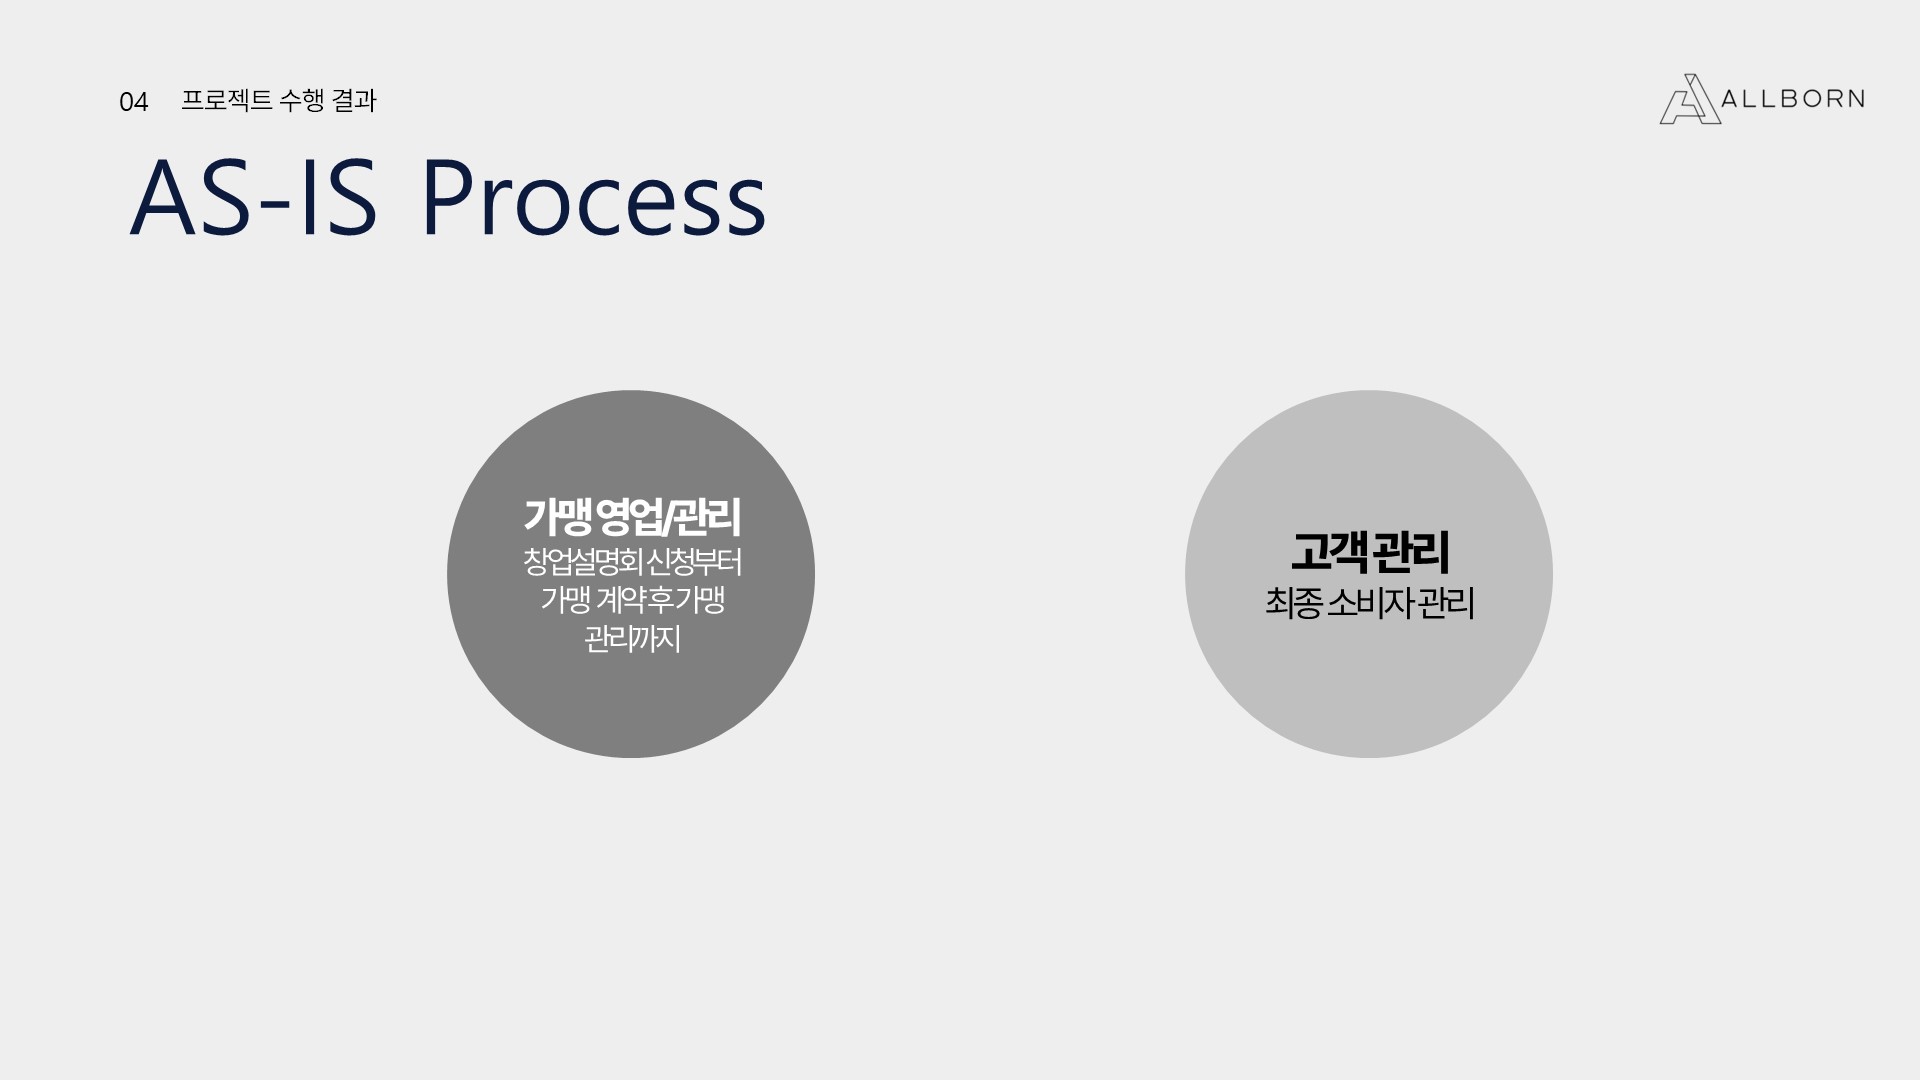 04 프로젝트 수행 결과
ALLBORN
AS-IS Process
가맹 영업/관리
창업설명회 신청부터
가맹 계약 후 가맹
관리까지
고객 관리
최종 소비자 관리